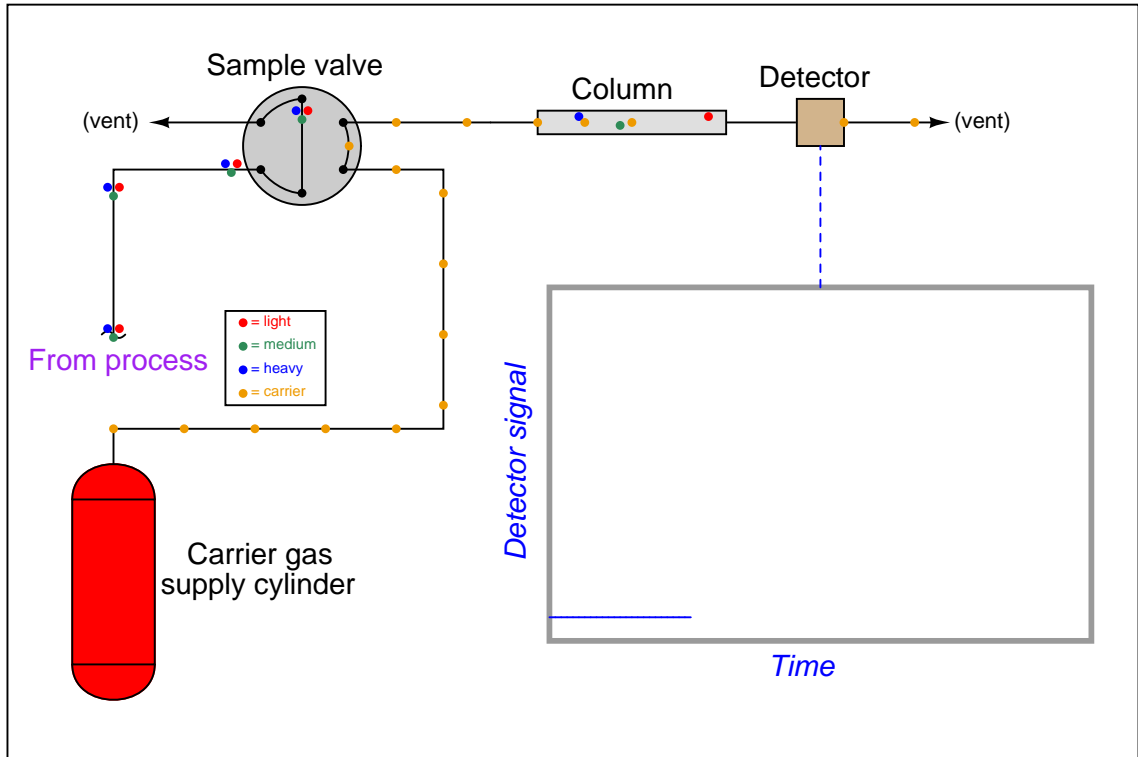 Sample valve
Column
Detector
(vent)
(vent)
= light
= medium
= heavy
= carrier
From process
Detector signal
Carrier gas
supply cylinder
Time